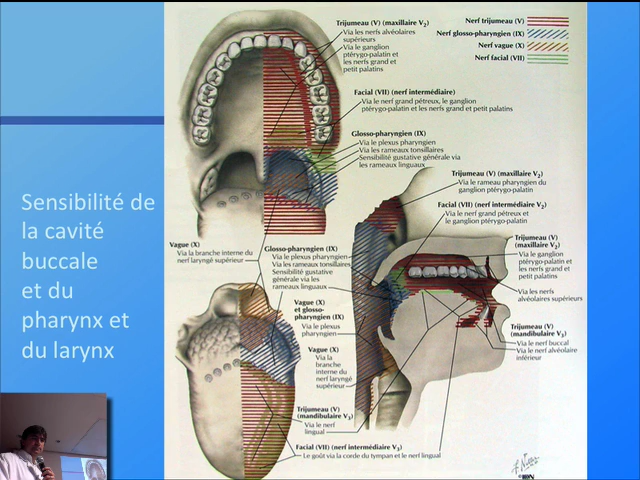 Sensibilité de
la cavité
buccale
et du
pharynx et
du larynx
Trijumeau (V) (maxillaire V2)
Via les nerfs alvéolaires
supérieurs
Via le ganglion
ptérygo-palatin et
les nerfs grand et
petit palatins
Nerf trijumeau (V)
Nerf glosso-pharyngien (IX)
Nerf vague (X)
Nerf facial (VII)
Facial (VII) (nerf intermédiaire)
Via le nerf grand pétreux, le ganglion
ptérygo-palatin et les nerfs grand et petit palatins
Glosso-pharyngien (IX)
Via le plexus pharyngien
Via les rameaux tonsillaires
Sensibilité gustative générale via
les rameaux linguaux
Trijumeau (V) (maxillaire V2)
Via le rameau pharyngien du
ganglion ptérygo-palatin
Facial (VII) (nerf intermédiaire V2)
Via le nerf grand pétreux et
le ganglion ptérygo-palatin
Trijumeau (V)
(maxillaire V2)
Via le ganglion
ptérygo-palatin et
les nerfs grand et
petit palatins
Via les nerfs
alvéolaires supérieurs
Vague (X)
Via la branche interne du
nerf laryngé supérieur
Glosso-pharyngien (IX)
Via le plexus pharyngien
Via les rameaux tonsillaires
Sensibilité gustative
générale via les
rameaux linguaux
Vague (X)
et glosso-
pharyngien (IX)
Via le plexus
pharyngien
Trijumeau (V)
(mandibulaire V3)
Via le nerf buccal
Via le nerf alvéolaire
inférieur
Vague (X)
Via la
branche
interne du
nerf laryngé
supérieur
Trijumeau (V)
(mandibulaire V3)
Via le nerf
lingual
Facial (VII) (nerf intermédiaire V3)
Le goût via la corde du tympan et le nerf lingual